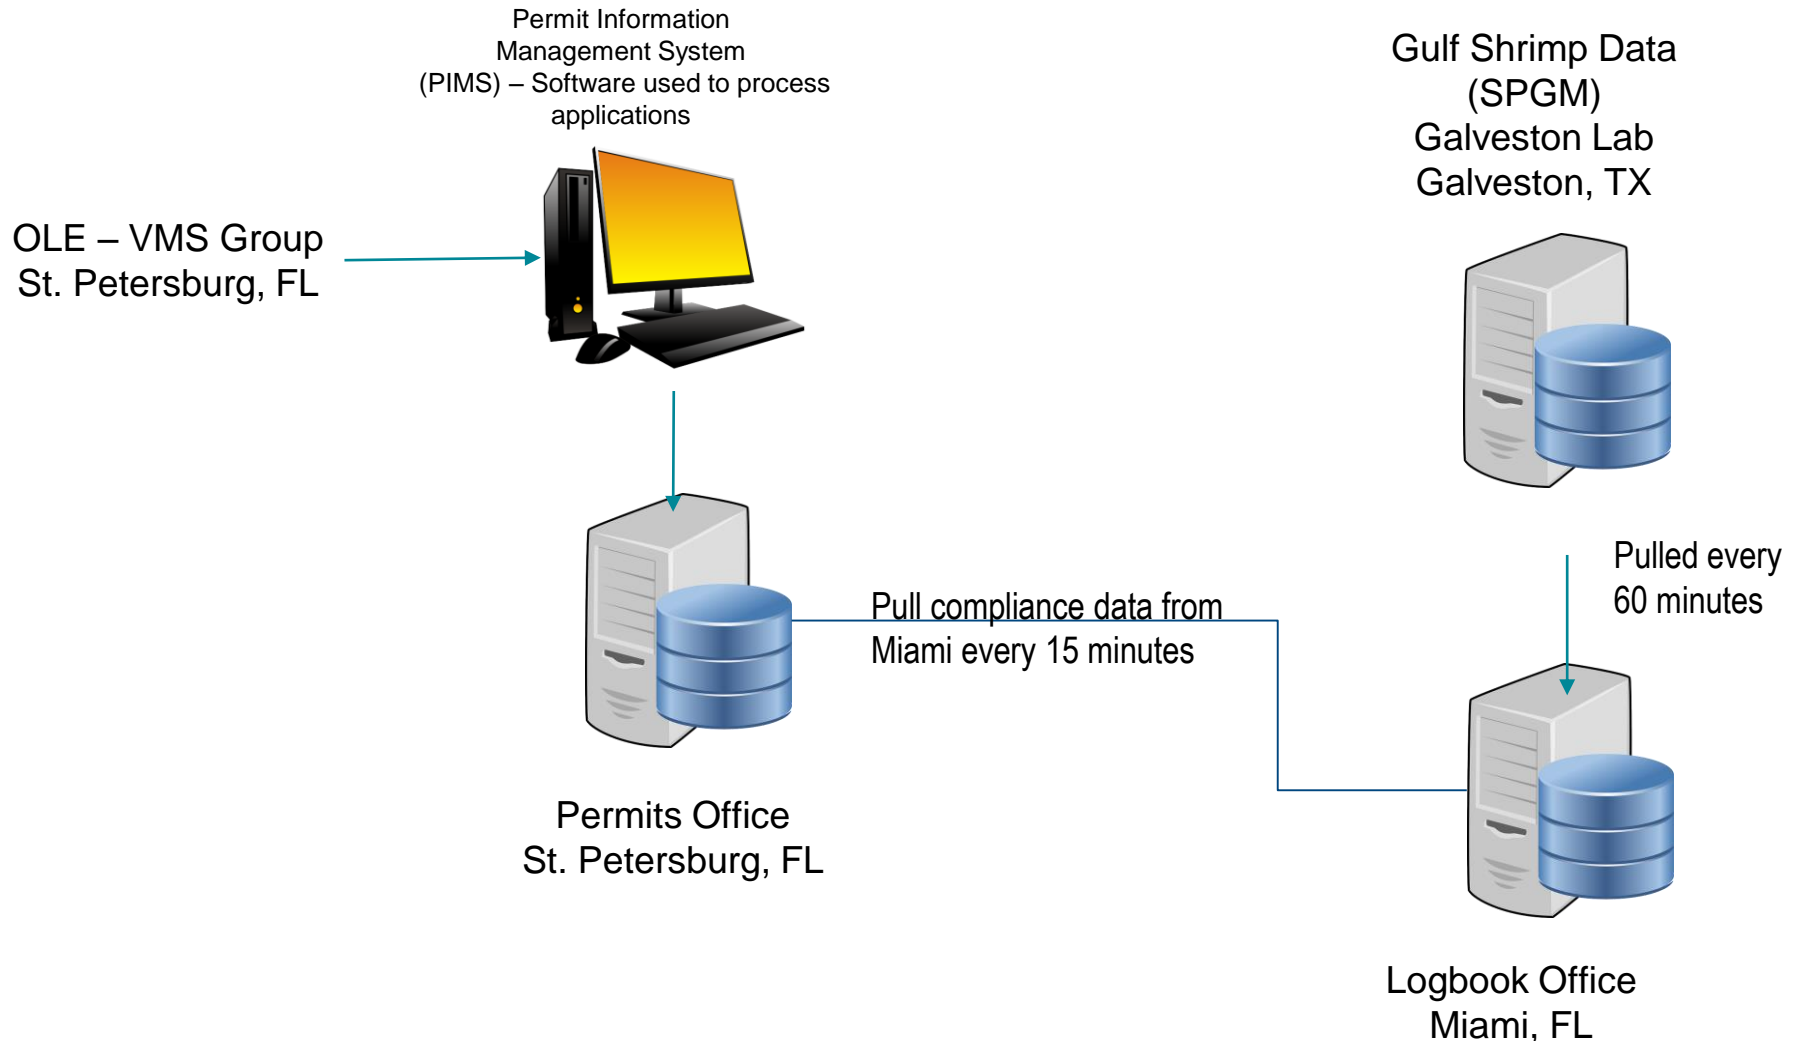 Permit Information
Management System
(PIMS) – Software used to process
applications
Gulf Shrimp Data
(SPGM)
Galveston Lab
Galveston, TX
OLE – VMS Group
St. Petersburg, FL
Pulled every
60 minutes
Pull compliance data from
Miami every 15 minutes
Permits Office
St. Petersburg, FL
Logbook Office
Miami, FL